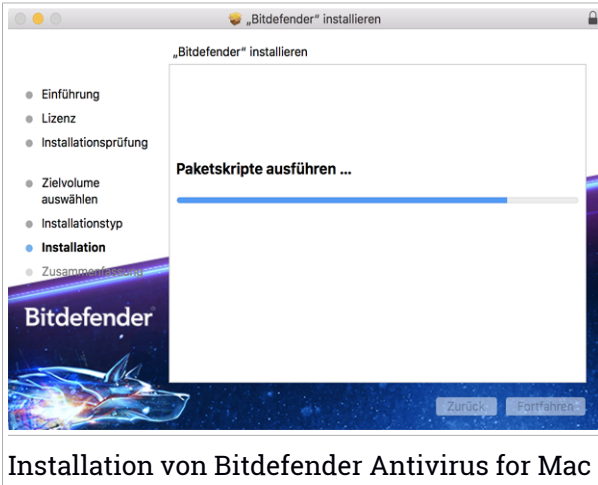 „Bitdefender“ installieren
„Bitdefender“ installieren
Einführung
Lizenz
Installationsprüfung
Zielvolume
auswählen
Installationstyp
Installation
Zusammenfassung
Paketskripte ausführen ...
Bitdefender
Zurück
Fortfahren
Installation von Bitdefender Antivirus for Mac